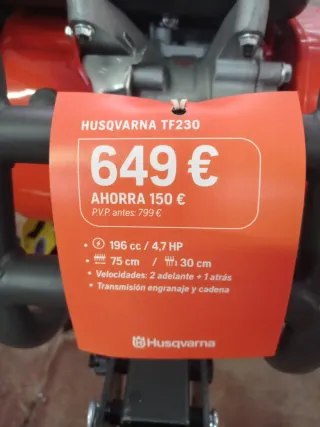 HUSQVARNA TF230
649 €
AHORRA 150 €
P.V.P. antes: 799 €
• 196 cc / 4,7 HP
• 75 cm / 30 cm
• Velocidades: 2 adelante + 1 atrás
• Transmisión engranaje y cadena
Husqvarna